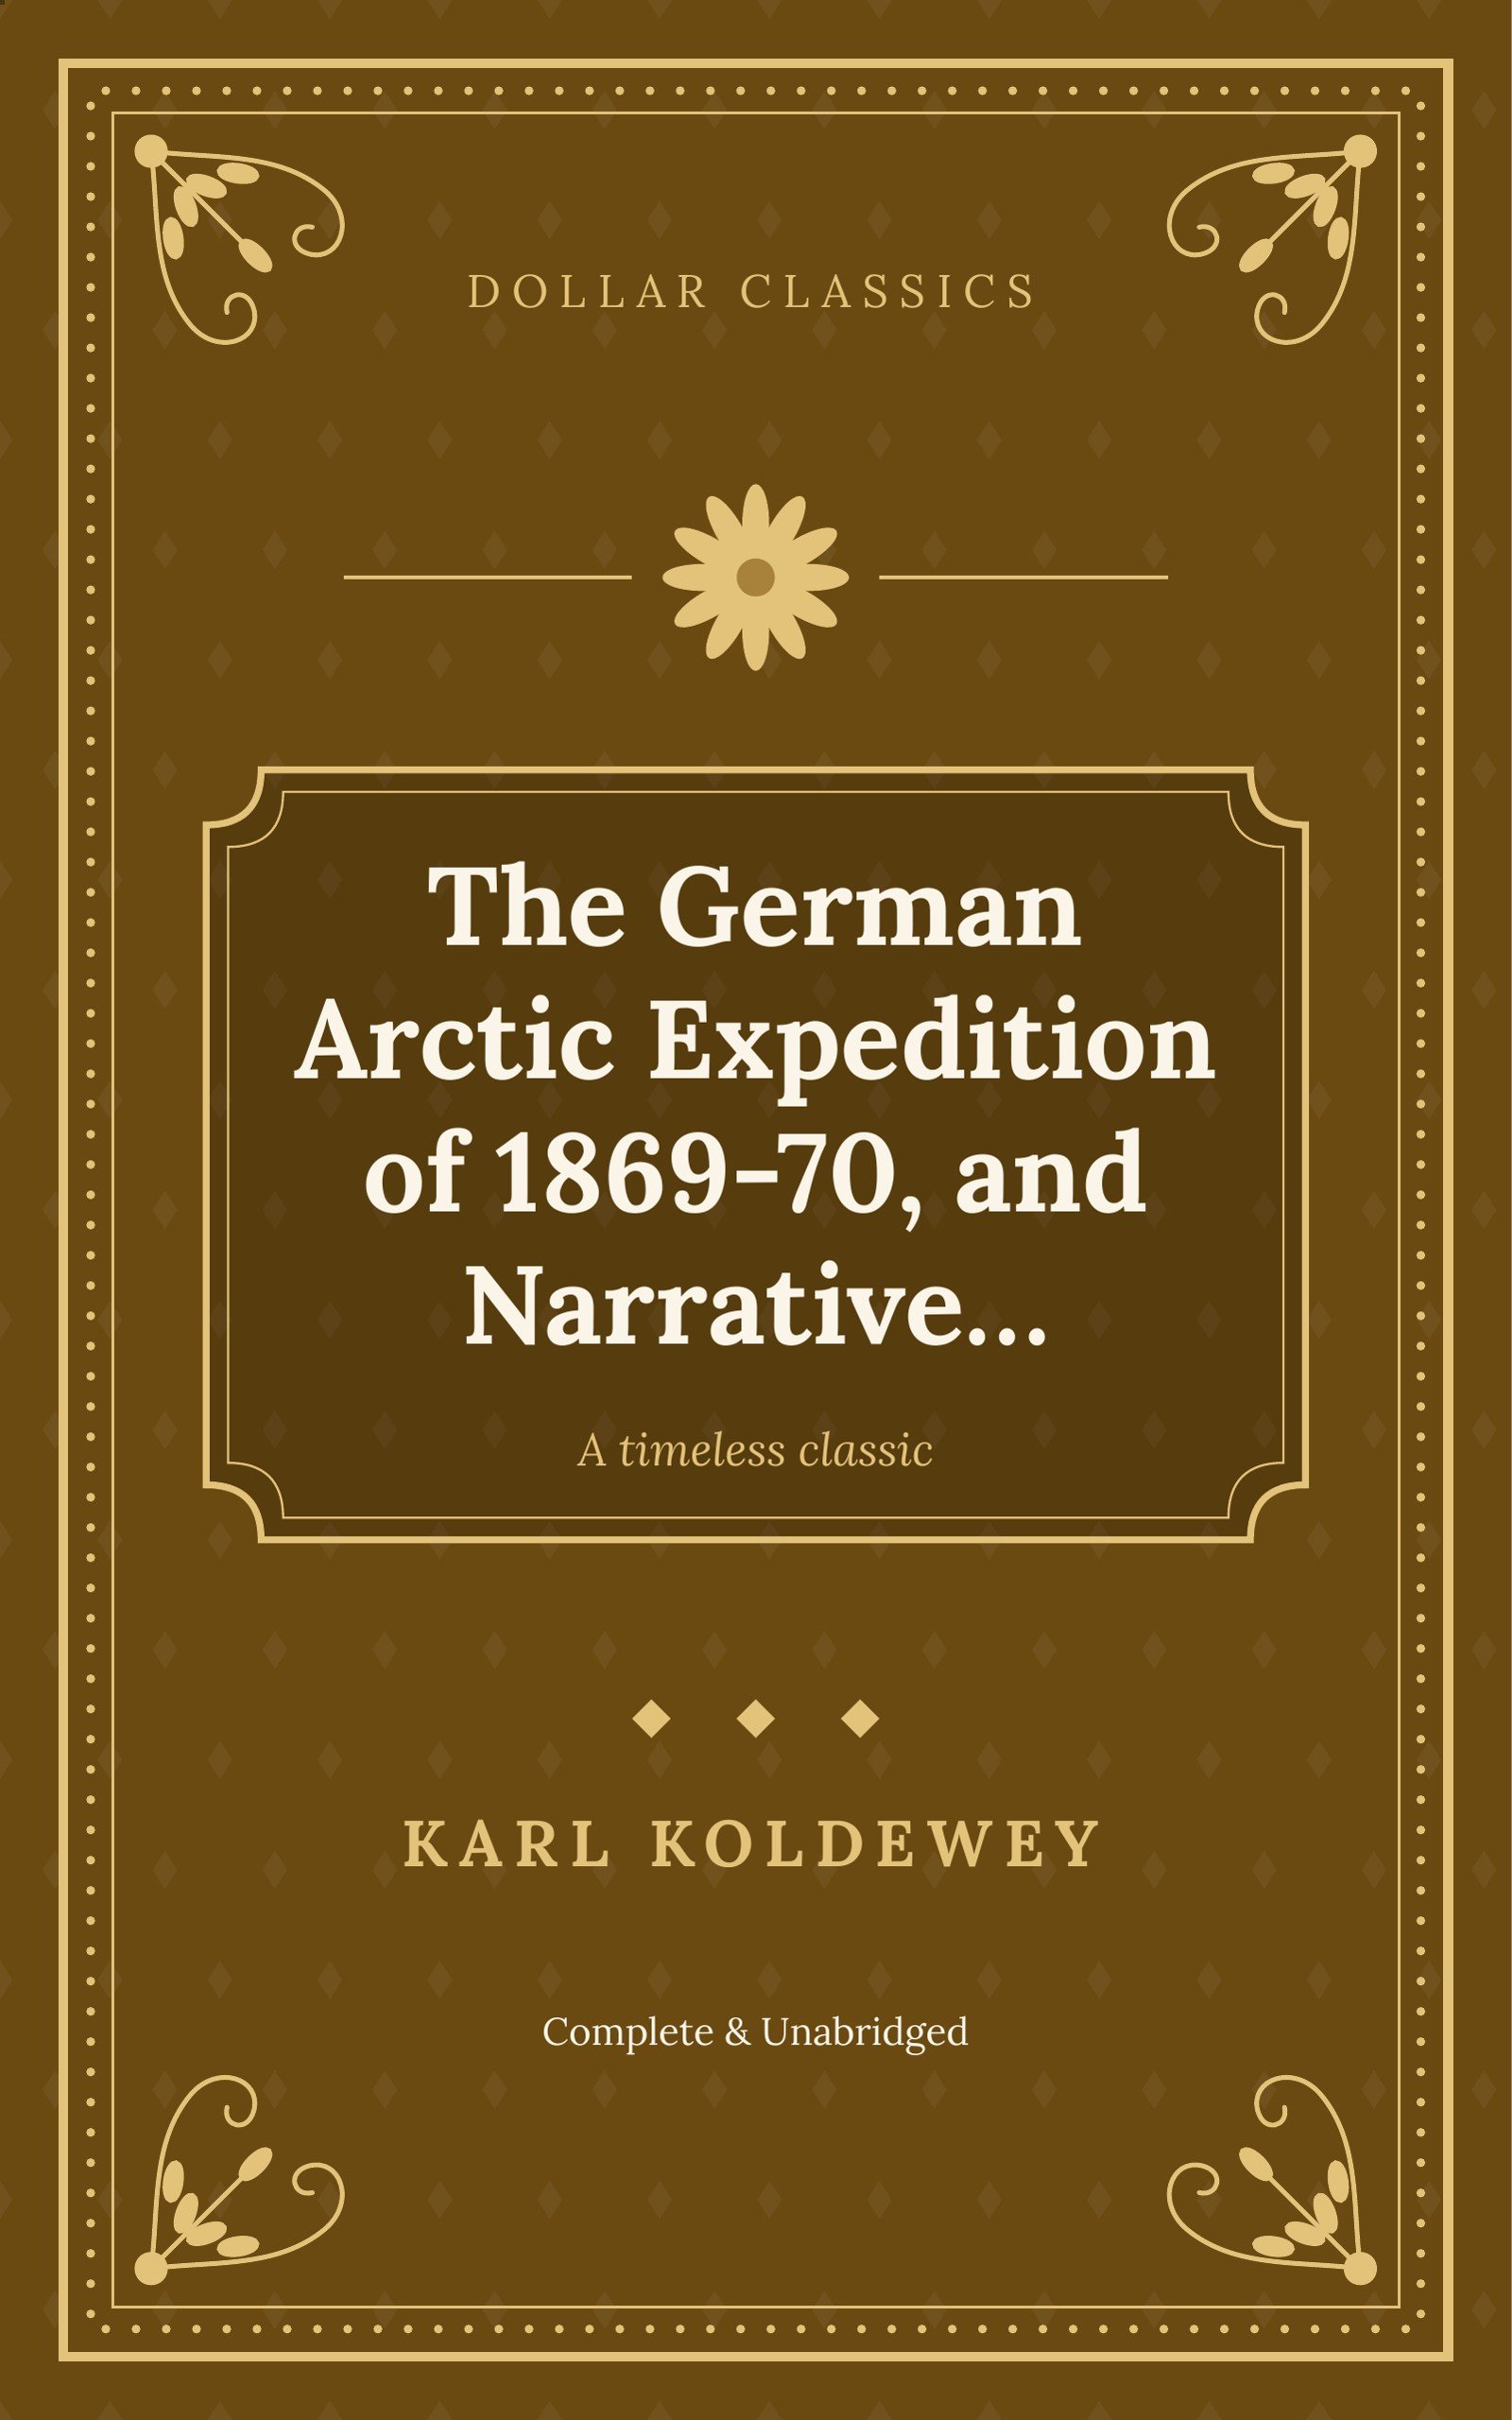 DOLLAR CLASSICS
The German
Arctic Expedition
of 1869-70, and
Narrative...
A timeless classic
KARL KOLDEWEY
Complete & Unabridged